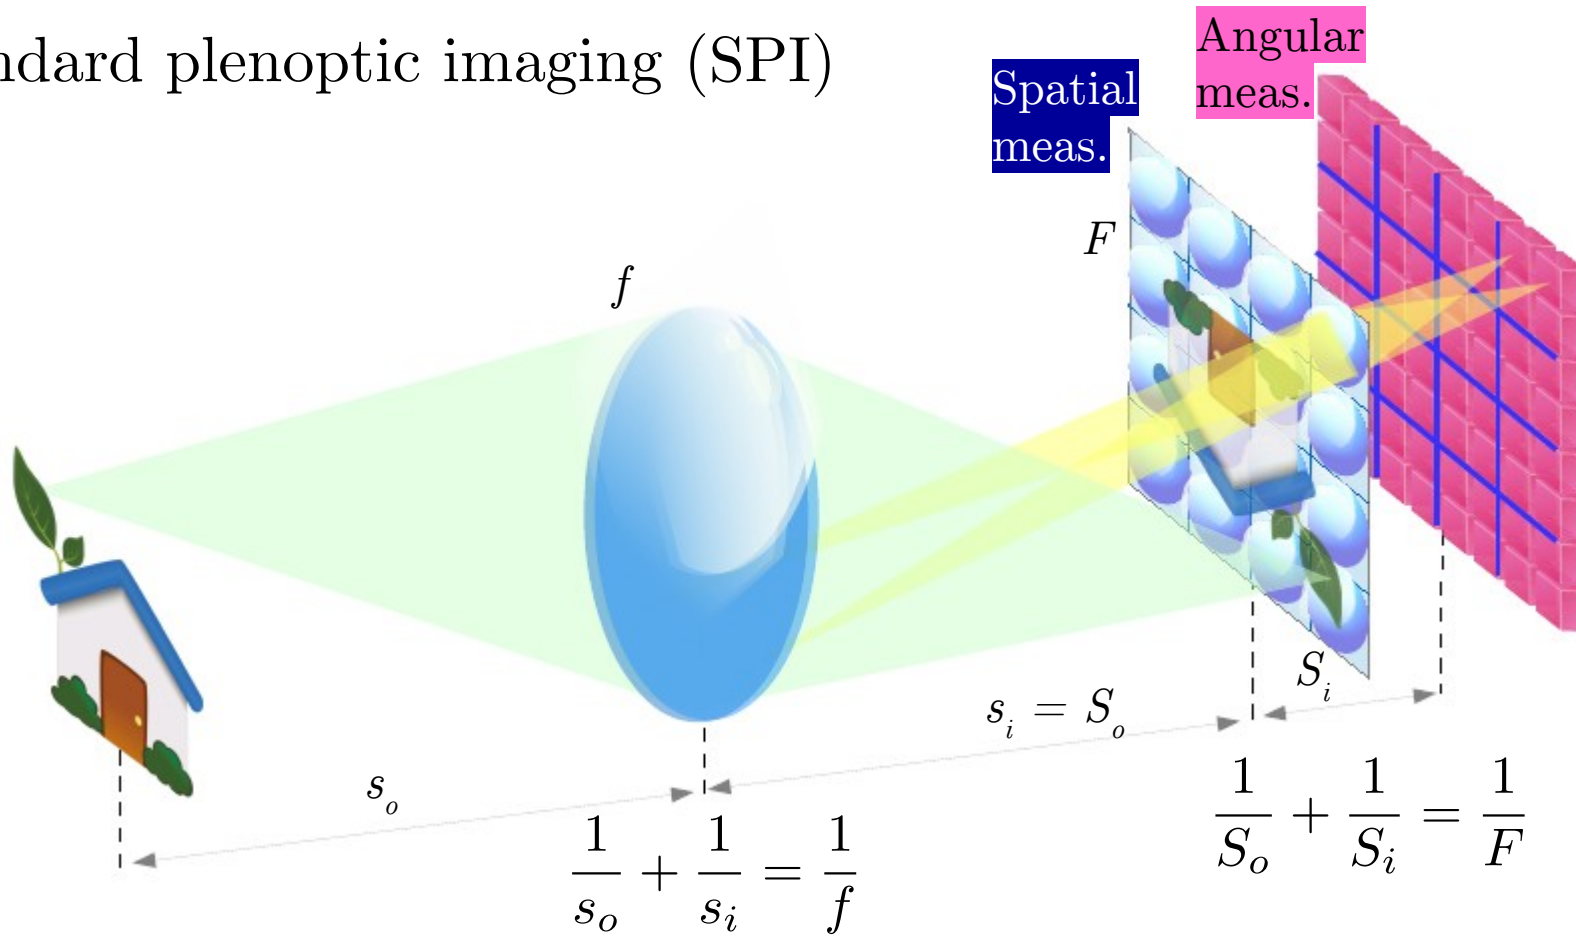 ndard plenoptic imaging (SPI)
Angular
meas.
Spatial
meas.
F
f
S_i
s_i = S_o
s_o
1/S_o + 1/S_i = 1/F
1/s_o + 1/s_i = 1/f